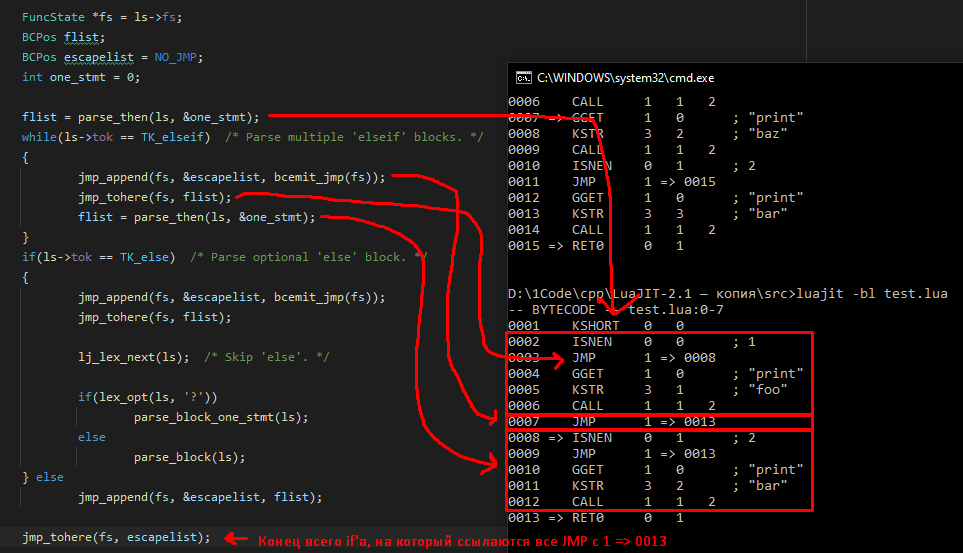 FuncState *fs = ls->fs;
BCPos flist;
BCPos escapelist = NO_JMP;
int one_stmt = 0;
flist = parse_then(ls, &one_stmt);
while(ls->tok == TK_elseif)  /* Parse multiple 'elseif' blocks. */
{
jmp_append(fs, &escapelist, bcemit_jmp(fs));
jmp_tohere(fs, flist);
flist = parse_then(ls, &one_stmt);
}
if(ls->tok == TK_else)  /* Parse optional 'else' block. */
{
jmp_append(fs, &escapelist, bcemit_jmp(fs));
jmp_tohere(fs, flist);
lj_lex_next(ls);  /* Skip 'else'. */
if(lex_opt(ls, '?'))
parse_block_one_stmt(ls);
else
parse_block(ls);
} else
jmp_append(fs, &escapelist, flist);
jmp_tohere(fs, escapelist);
Конец всего if'а, на который ссылаются все JMP с 1 => 0013
C:\WINDOWS\system32\cmd.exe
0006    CALL     1   1   2
0007 => GGET     1   0      ; "print"
0008    KSTR     3   2      ; "baz"
0009    CALL     1   1   2
0010    ISNEN    0   1      ; 2
0011    JMP      1 => 0015
0012    GGET     1   0      ; "print"
0013    KSTR     3   3      ; "bar"
0014    CALL     1   1   2
0015 => RET0     0   1
D:\1Code\cpp\LuaJIT-2.1 — копия\src>luajit -bl test.lua
-- BYTECODE -- test.lua:0-7
0001    KSHORT   0   0
0002    ISNEN    0   0      ; 1
0003    JMP      1 => 0008
0004    GGET     1   0      ; "print"
0005    KSTR     3   1      ; "foo"
0006    CALL     1   1   2
0007    JMP      1 => 0013
0008 => ISNEN    0   1      ; 2
0009    JMP      1 => 0013
0010    GGET     1   0      ; "print"
0011    KSTR     3   2      ; "bar"
0012    CALL     1   1   2
0013 => RET0     0   1